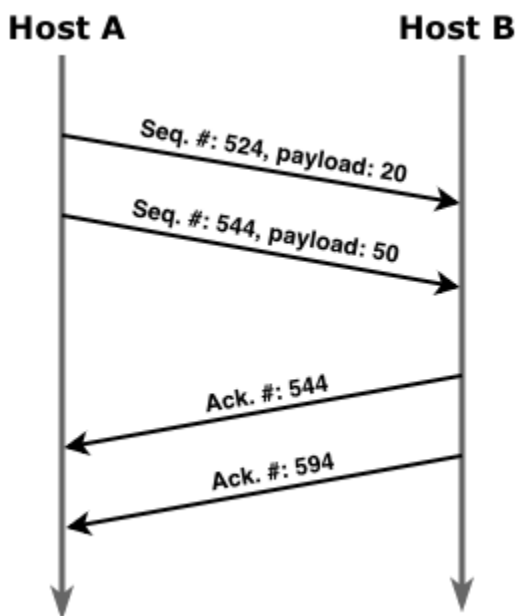 Host A
Host B
Seq. #: 524, payload: 20
Seq. #: 544, payload: 50
Ack. #: 544
Ack. #: 594